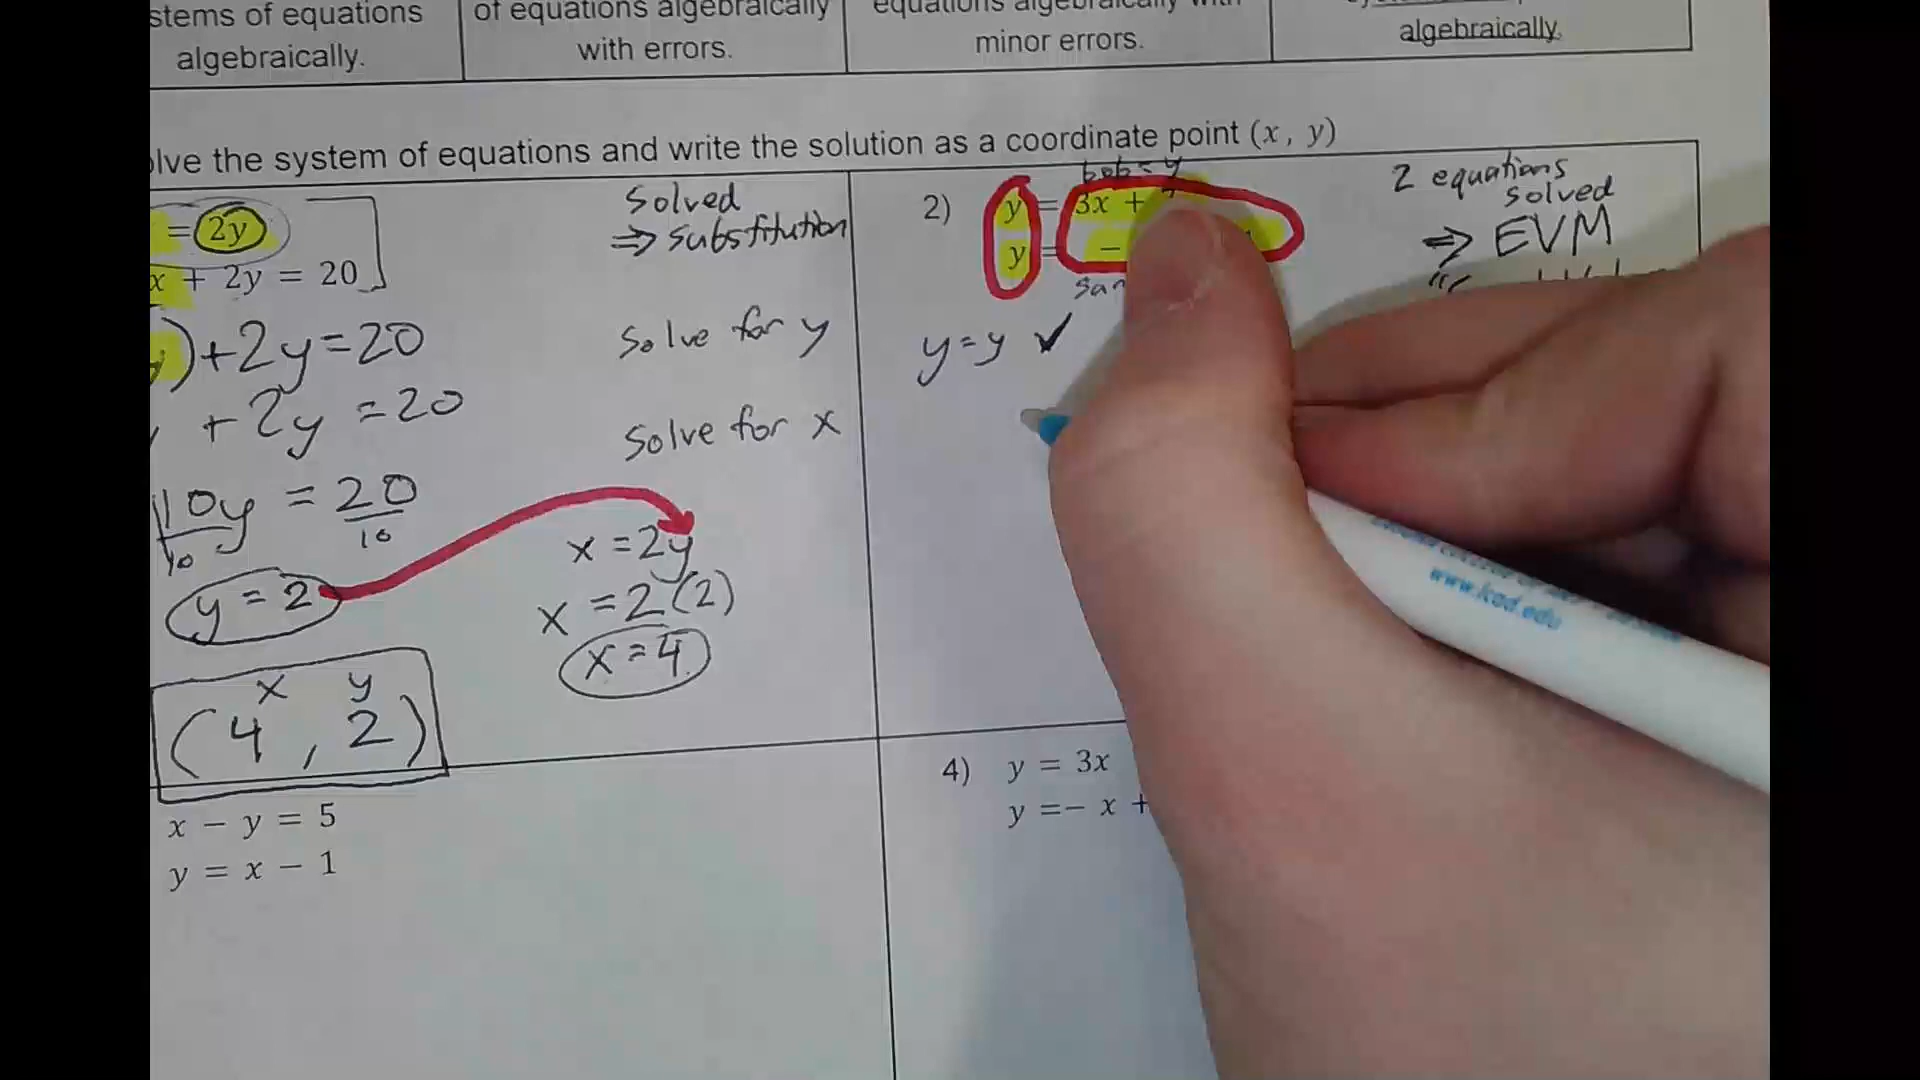 stems of equations
algebraically.
of equations algebraically
with errors.
equations algebraically with
minor errors.
algebraically.
olve the system of equations and write the solution as a coordinate point (x, y)
= 2y
x + 2y = 20
) + 2y = 20
+ 2y = 20
10y = 20
10 10
y = 2
x y
(4, 2)
solved
⇒ substitution
solve for y
solve for x
x = 2y
x = 2(2)
x = 4
2) bob = y
y = 3x +
y = -
y = y ✓
2 equations
solved
⇒ EVM
www.lcad.edu
x − y = 5
y = x − 1
4) y = 3x
y = − x +